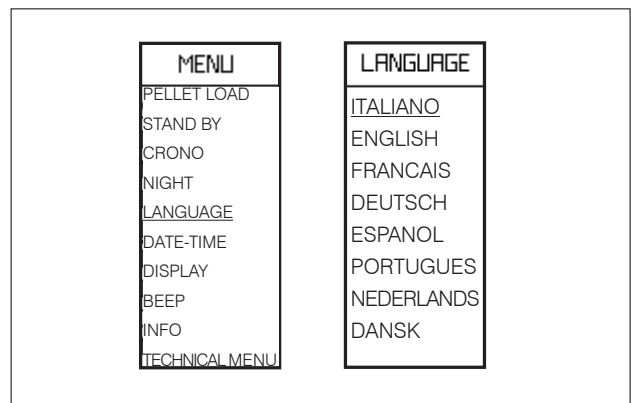 MENU
PELLET LOAD
STAND BY
CRONO
NIGHT
LANGUAGE
DATE-TIME
DISPLAY
BEEP
INFO
TECHNICAL MENU
LANGUAGE
ITALIANO
ENGLISH
FRANCAIS
DEUTSCH
ESPANOL
PORTUGUES
NEDERLANDS
DANSK